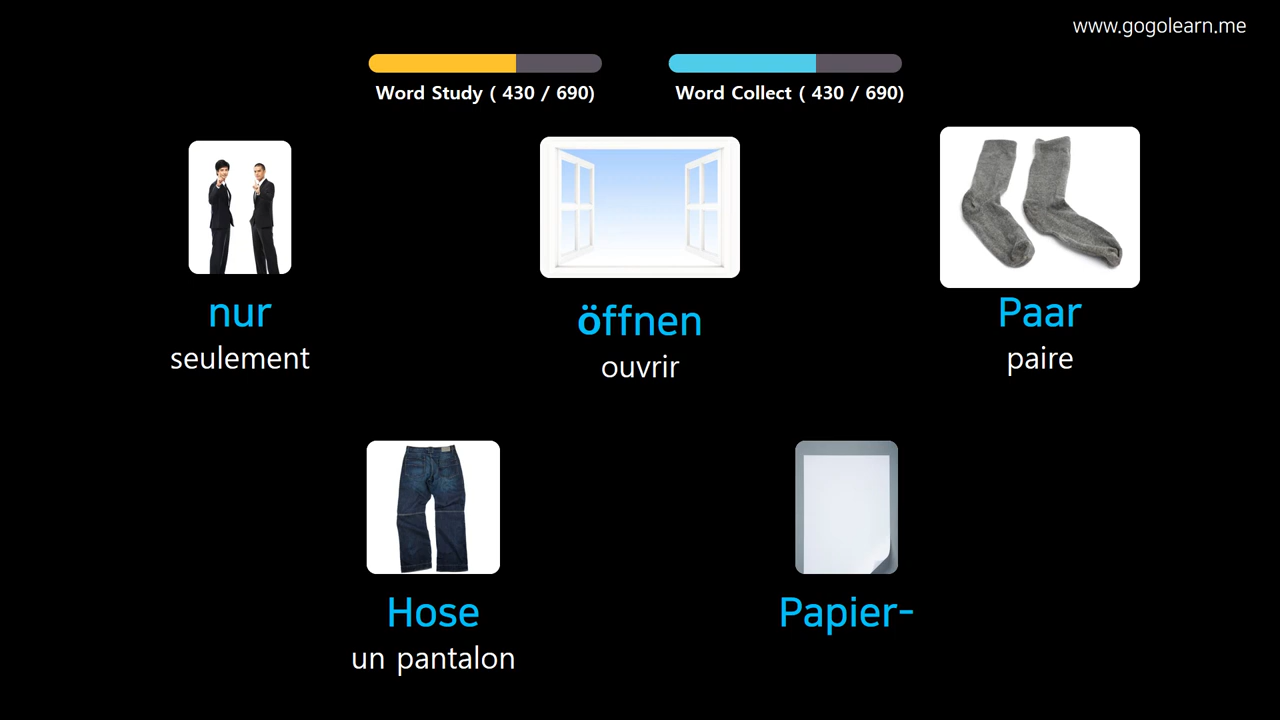 www.gogolearn.me
Word Study ( 430 / 690)
Word Collect ( 430 / 690)
nur
seulement
öffnen
ouvrir
Paar
paire
Hose
un pantalon
Papier-